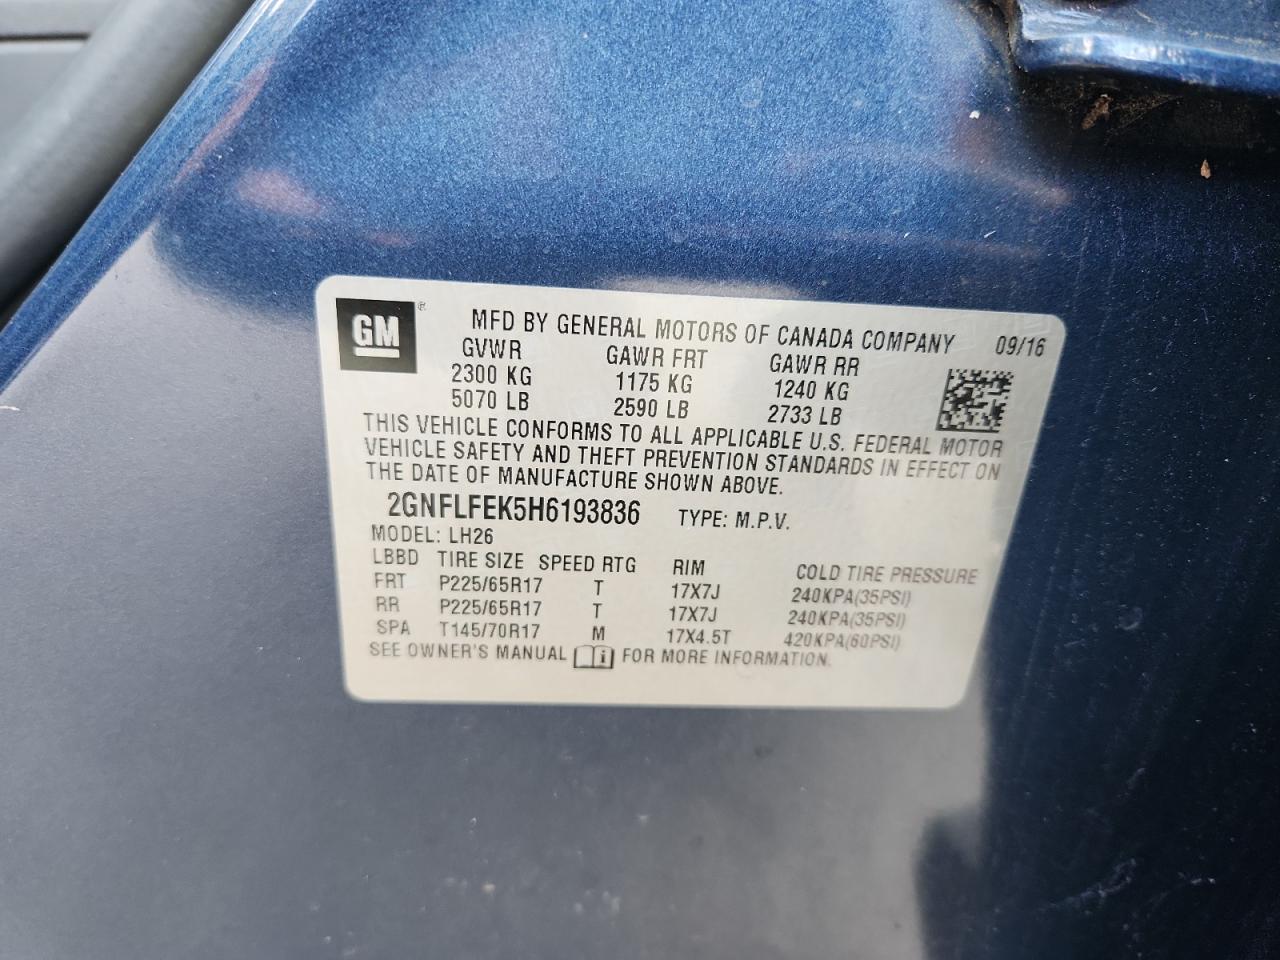 GM ®
MFD BY GENERAL MOTORS OF CANADA COMPANY 09/16
GVWR GAWR FRT GAWR RR
2300 KG 1175 KG 1240 KG
5070 LB 2590 LB 2733 LB
THIS VEHICLE CONFORMS TO ALL APPLICABLE U.S. FEDERAL MOTOR
VEHICLE SAFETY AND THEFT PREVENTION STANDARDS IN EFFECT ON
THE DATE OF MANUFACTURE SHOWN ABOVE.
2GNFLFEK5H6193836 TYPE: M.P.V.
MODEL: LH26
LBBD TIRE SIZE SPEED RTG RIM COLD TIRE PRESSURE
FRT P225/65R17 T 17X7J 240KPA(35PSI)
RR P225/65R17 T 17X7J 240KPA(35PSI)
SPA T145/70R17 M 17X4.5T 420KPA(60PSI)
SEE OWNER'S MANUAL i FOR MORE INFORMATION.